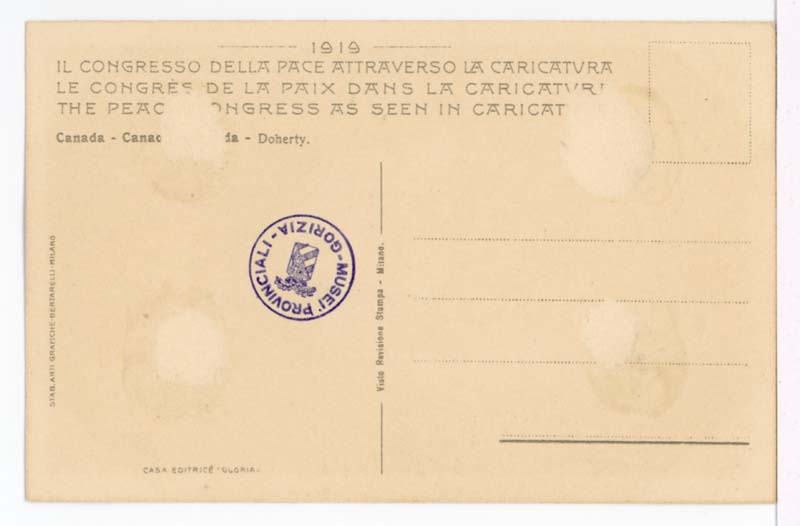 1919
IL CONGRESSO DELLA PACE ATTRAVERSO LA CARICATURA
LE CONGRÈS DE LA PAIX DANS LA CARICATUR
THE PEAC ONGRESS AS SEEN IN CARICAT
Canada - Canad da - Doherty.
MUSEI PROVINCIALI - GORIZIA -
STAB. ARTI GRAFICHE-BERTARELLI-MILANO
Visto Revisione Stampa - Milano.
CASA EDITRICE "GLORIA"